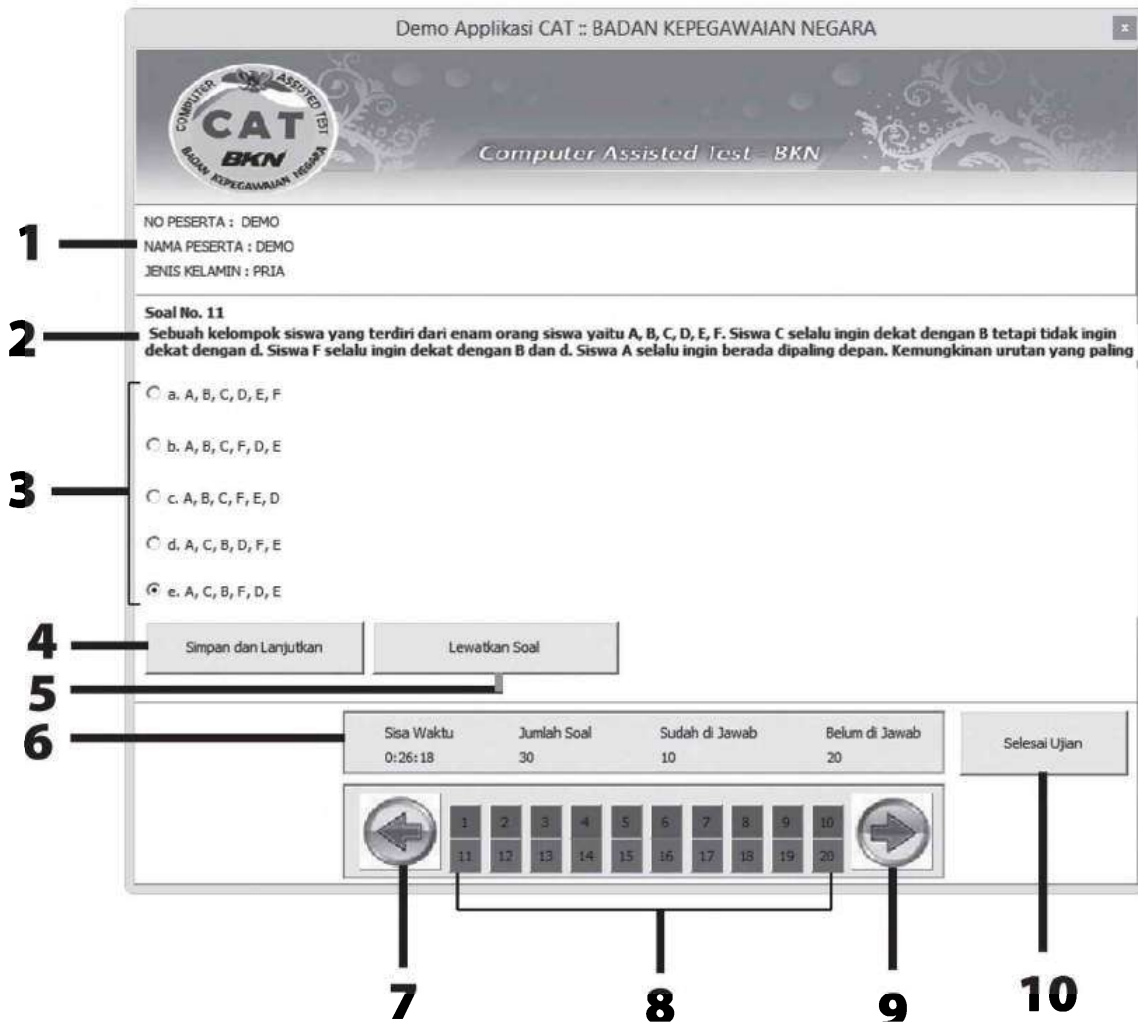 Demo Applikasi CAT :: BADAN KEPEGAWAIAN NEGARA
x
COMPUTER ASSISTED TEST
CAT
BKN
BADAN KEPEGAWAIAN NEGARA
Computer Assisted Test - BKN
NO PESERTA : DEMO
1
NAMA PESERTA : DEMO
JENIS KELAMIN : PRIA
Soal No. 11
2
Sebuah kelompok siswa yang terdiri dari enam orang siswa yaitu A, B, C, D, E, F. Siswa C selalu ingin dekat dengan B tetapi tidak ingin
dekat dengan d. Siswa F selalu ingin dekat dengan B dan d. Siswa A selalu ingin berada dipaling depan. Kemungkinan urutan yang paling
a. A, B, C, D, E, F
b. A, B, C, F, D, E
3
c. A, B, C, F, E, D
d. A, C, B, D, F, E
e. A, C, B, F, D, E
4
Simpan dan Lanjutkan Lewatkan Soal
5
6
Sisa Waktu Jumlah Soal Sudah di Jawab Belum di Jawab
0:26:18 30 10 20
Selesai Ujian
1 2 3 4 5 6 7 8 9 10
11 12 13 14 15 16 17 18 19 20
7 8 9 10